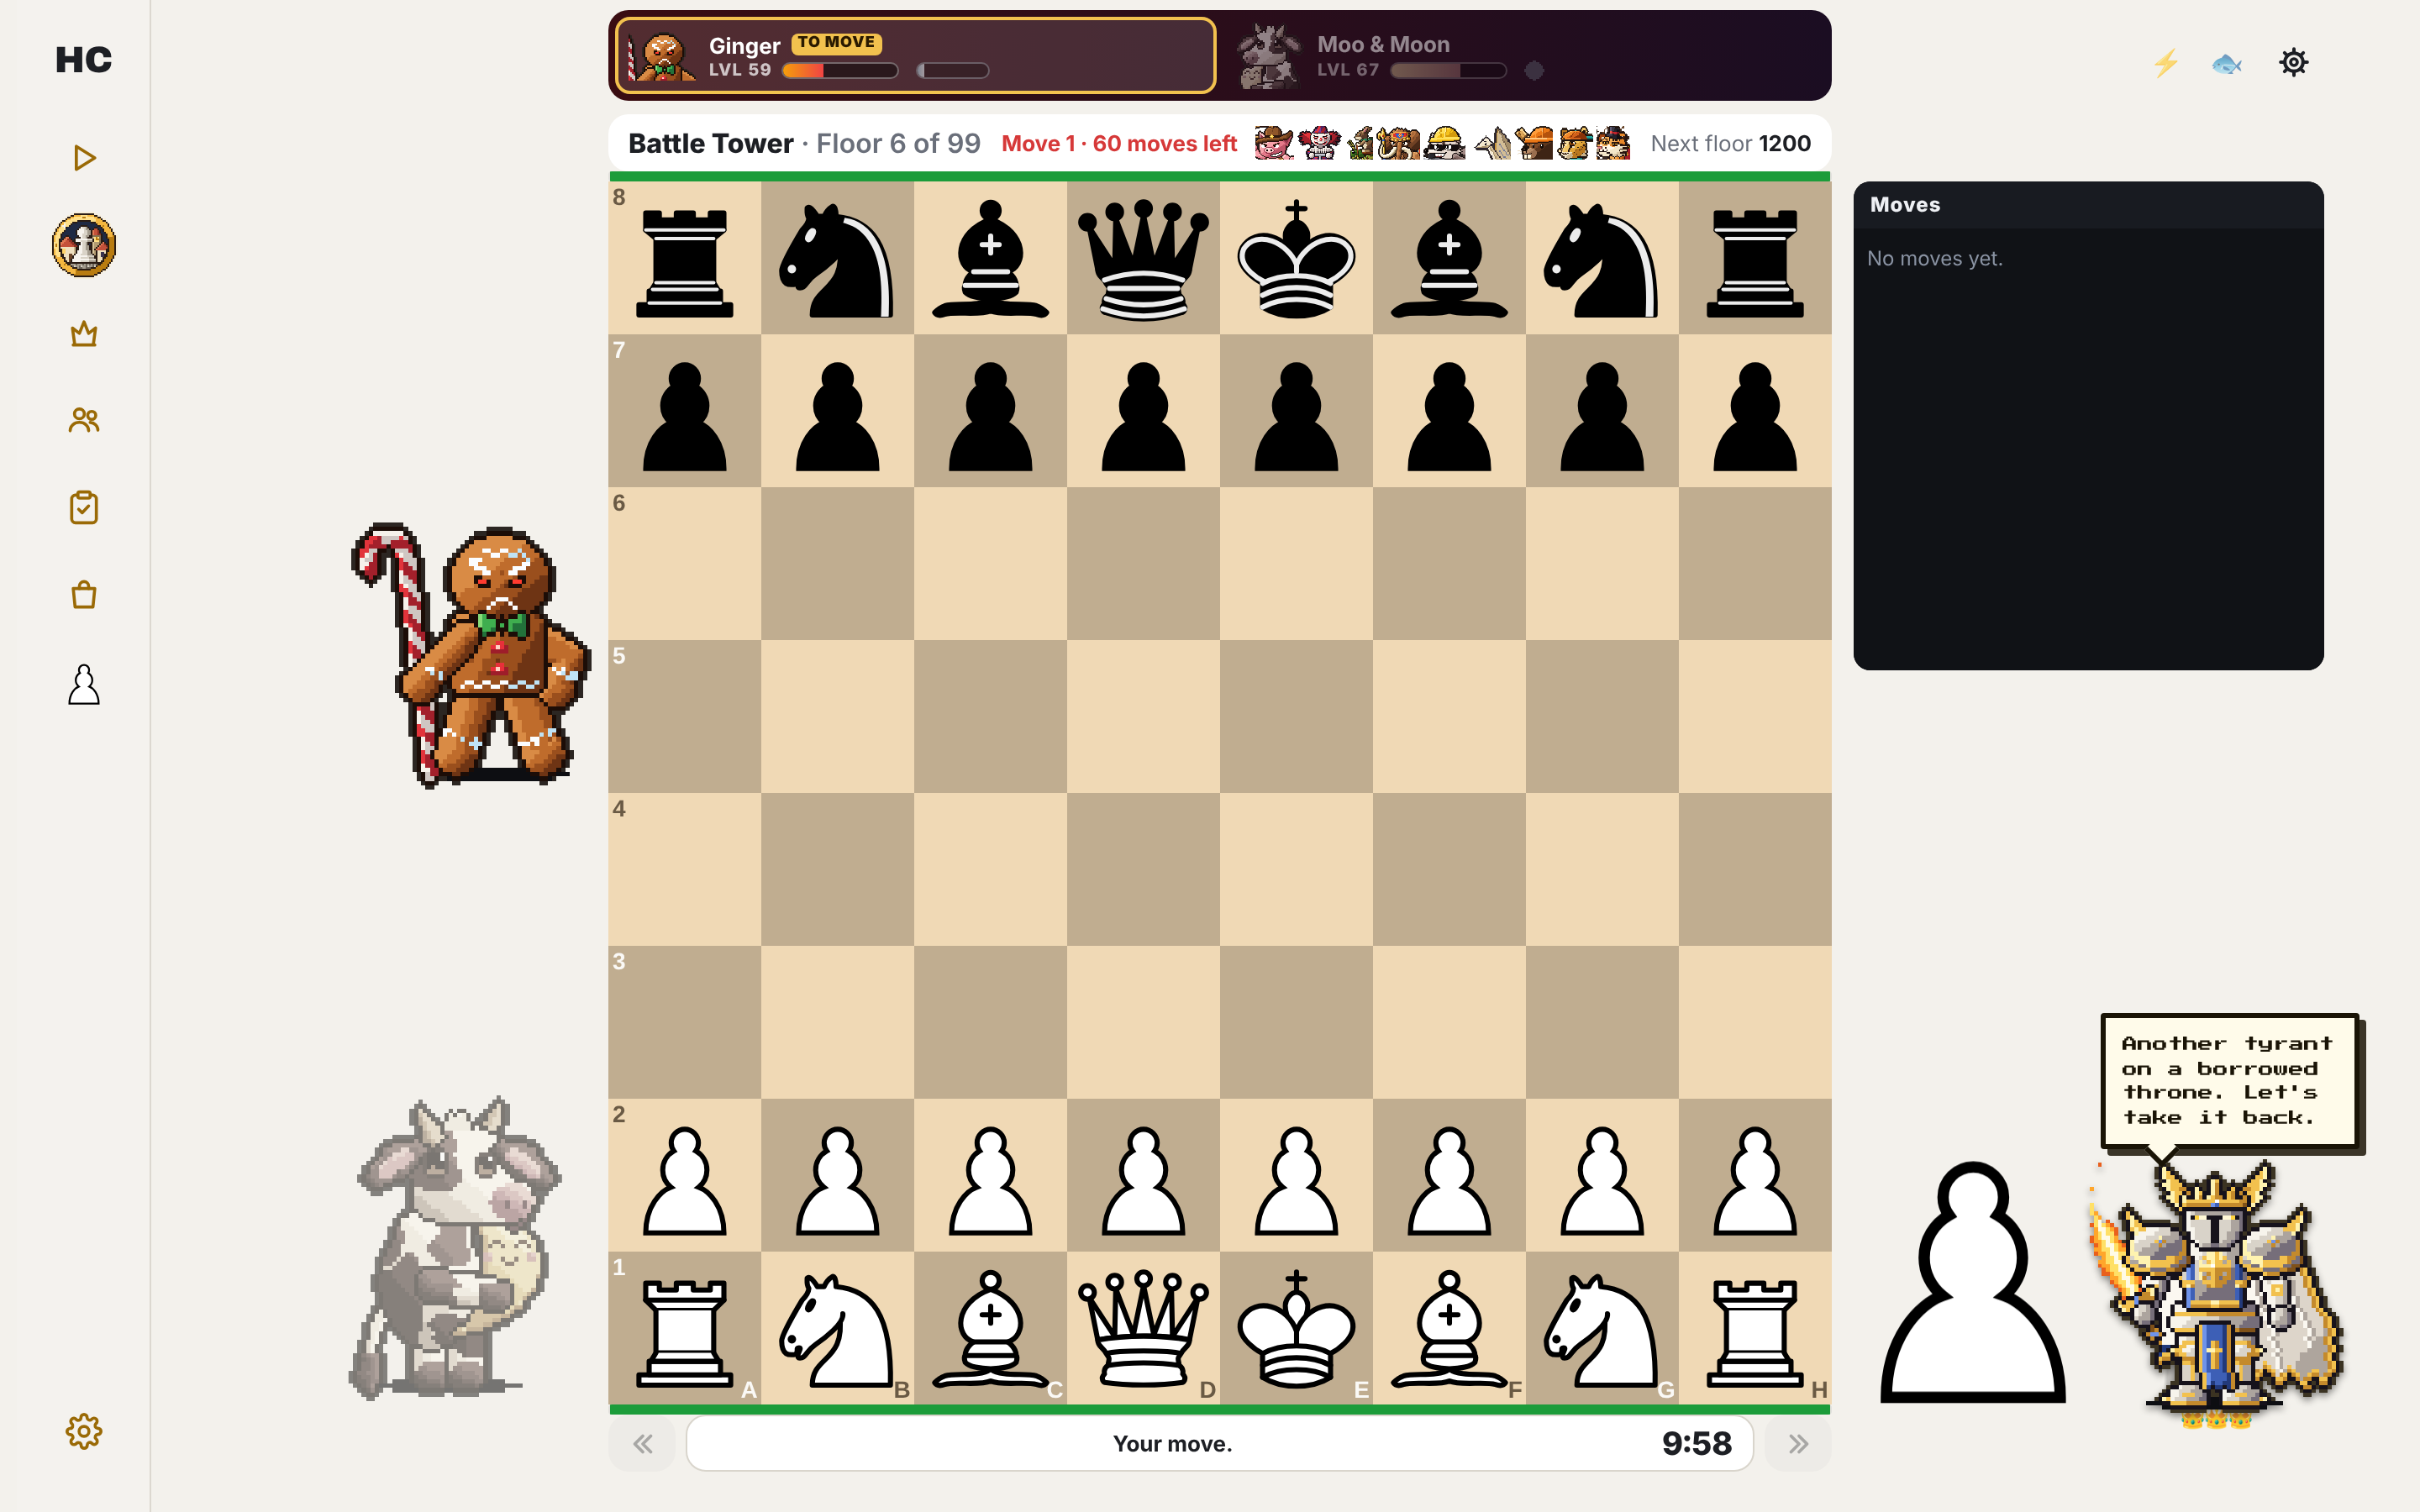 HC
Ginger TO MOVE
LVL 59
Moo & Moon
LVL 67
Battle Tower · Floor 6 of 99 Move 1 · 60 moves left Next floor 1200
Moves
No moves yet.
8
7
6
5
4
3
2
1
A B C D E F G H
Another tyrant
on a borrowed
throne. Let's
take it back.
Your move. 9:58